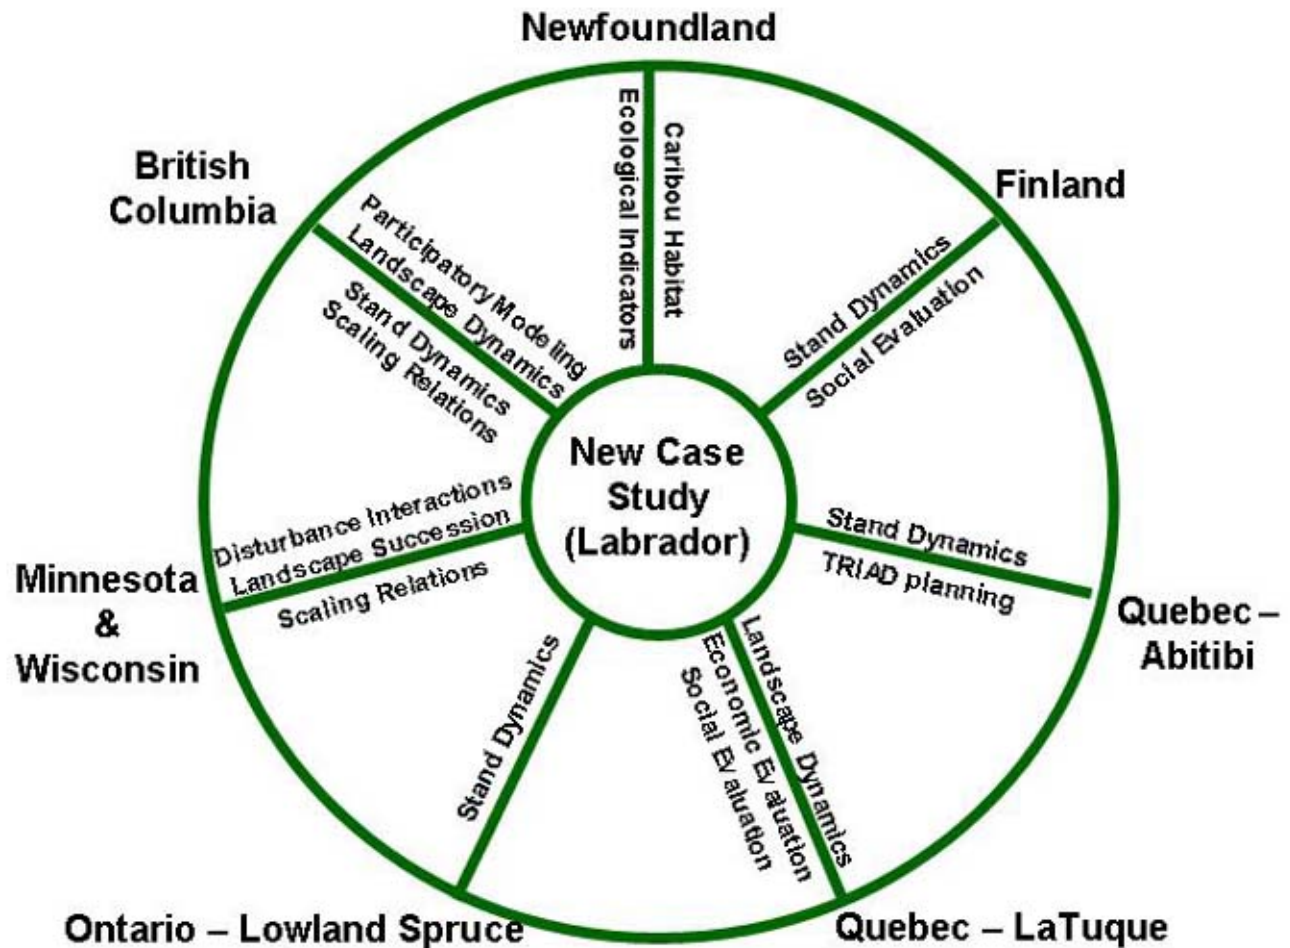 Newfoundland
Ecological Indicators
Caribou Habitat
Finland
Stand Dynamics
Social Evaluation
Quebec –
Abitibi
Stand Dynamics
TRIAD planning
Quebec – LaTuque
Landscape Dynamics
Economic Evaluation
Social Evaluation
Ontario – Lowland Spruce
Stand Dynamics
Minnesota
&
Wisconsin
Disturbance Interactions
Landscape Succession
Scaling Relations
British
Columbia
Participatory Modeling
Landscape Dynamics
Stand Dynamics
Scaling Relations
New Case
Study
(Labrador)